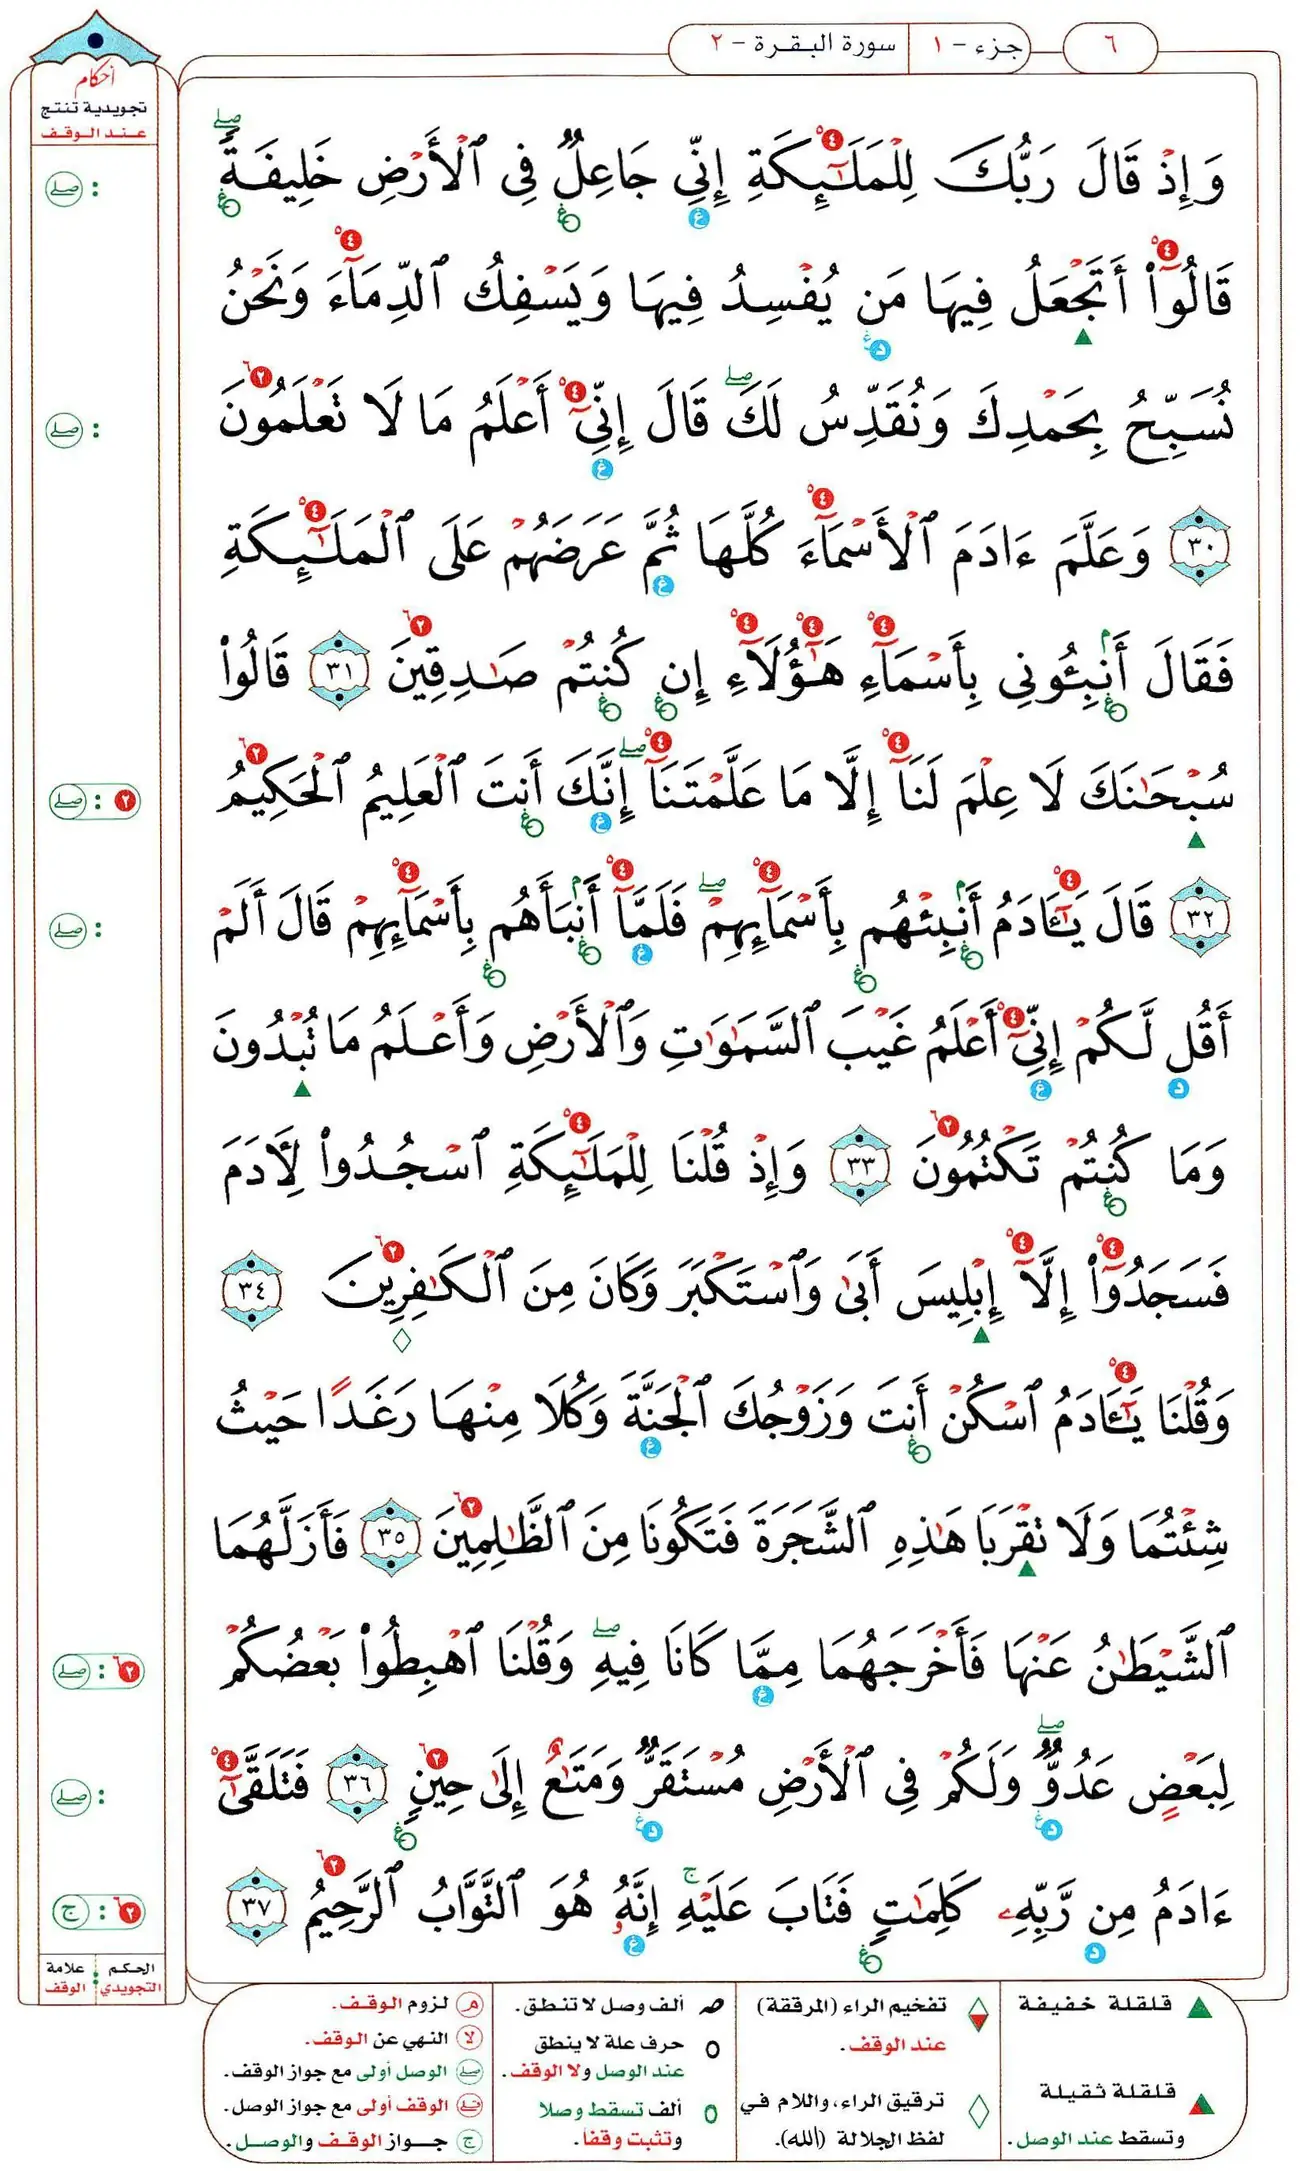 ٦
جزء - ١ سورة البقرة - ٢
أحكام
تجويدية تنتج
عند الوقف
وَإِذْ قَالَ رَبُّكَ لِلْمَلَٰٓئِكَةِ إِنِّي جَاعِلٌ فِي ٱلْأَرْضِ خَلِيفَةً ۖ
قَالُوٓا۟ أَتَجْعَلُ فِيهَا مَن يُفْسِدُ فِيهَا وَيَسْفِكُ ٱلدِّمَآءَ وَنَحْنُ
نُسَبِّحُ بِحَمْدِكَ وَنُقَدِّسُ لَكَ ۖ قَالَ إِنِّيٓ أَعْلَمُ مَا لَا تَعْلَمُونَ
٣٠ وَعَلَّمَ ءَادَمَ ٱلْأَسْمَآءَ كُلَّهَا ثُمَّ عَرَضَهُمْ عَلَى ٱلْمَلَٰٓئِكَةِ
فَقَالَ أَنۢبِـُٔونِي بِأَسْمَآءِ هَٰٓؤُلَآءِ إِن كُنتُمْ صَٰدِقِينَ ٣١ قَالُوا۟
سُبْحَٰنَكَ لَا عِلْمَ لَنَآ إِلَّا مَا عَلَّمْتَنَآ ۖ إِنَّكَ أَنتَ ٱلْعَلِيمُ ٱلْحَكِيمُ
٣٢ قَالَ يَٰٓـَٔادَمُ أَنۢبِئْهُم بِأَسْمَآئِهِمْ ۖ فَلَمَّآ أَنۢبَأَهُم بِأَسْمَآئِهِمْ قَالَ أَلَمْ
أَقُل لَّكُمْ إِنِّيٓ أَعْلَمُ غَيْبَ ٱلسَّمَٰوَٰتِ وَٱلْأَرْضِ وَأَعْلَمُ مَا تُبْدُونَ
وَمَا كُنتُمْ تَكْتُمُونَ ٣٣ وَإِذْ قُلْنَا لِلْمَلَٰٓئِكَةِ ٱسْجُدُوا۟ لِـَٔادَمَ
فَسَجَدُوٓا۟ إِلَّآ إِبْلِيسَ أَبَىٰ وَٱسْتَكْبَرَ وَكَانَ مِنَ ٱلْكَٰفِرِينَ ٣٤
وَقُلْنَا يَٰٓـَٔادَمُ ٱسْكُنْ أَنتَ وَزَوْجُكَ ٱلْجَنَّةَ وَكُلَا مِنْهَا رَغَدًا حَيْثُ
شِئْتُمَا وَلَا تَقْرَبَا هَٰذِهِ ٱلشَّجَرَةَ فَتَكُونَا مِنَ ٱلظَّٰلِمِينَ ٣٥ فَأَزَلَّهُمَا
ٱلشَّيْطَٰنُ عَنْهَا فَأَخْرَجَهُمَا مِمَّا كَانَا فِيهِ ۖ وَقُلْنَا ٱهْبِطُوا۟ بَعْضُكُمْ
لِبَعْضٍ عَدُوٌّ ۖ وَلَكُمْ فِي ٱلْأَرْضِ مُسْتَقَرٌّ وَمَتَٰعٌ إِلَىٰ حِينٍ ٣٦ فَتَلَقَّىٰٓ
ءَادَمُ مِن رَّبِّهِۦ كَلِمَٰتٍ فَتَابَ عَلَيْهِ ۚ إِنَّهُۥ هُوَ ٱلتَّوَّابُ ٱلرَّحِيمُ ٣٧
الحكم التجويدي : علامة الوقف
قلقلة خفيفة
قلقلة ثقيلة
وتسقط عند الوصل.
تفخيم الراء (المرققة)
عند الوقف.
ترقيق الراء، واللام في
لفظ الجلالة (الله).
ألف وصل لا تنطق.
حرف علة لا ينطق
عند الوصل ولا الوقف.
ألف تسقط وصلا
وتثبت وقفاً.
لزوم الوقف.
النهي عن الوقف.
الوصل أولى مع جواز الوقف.
الوقف أولى مع جواز الوصل.
جواز الوقف والوصل.